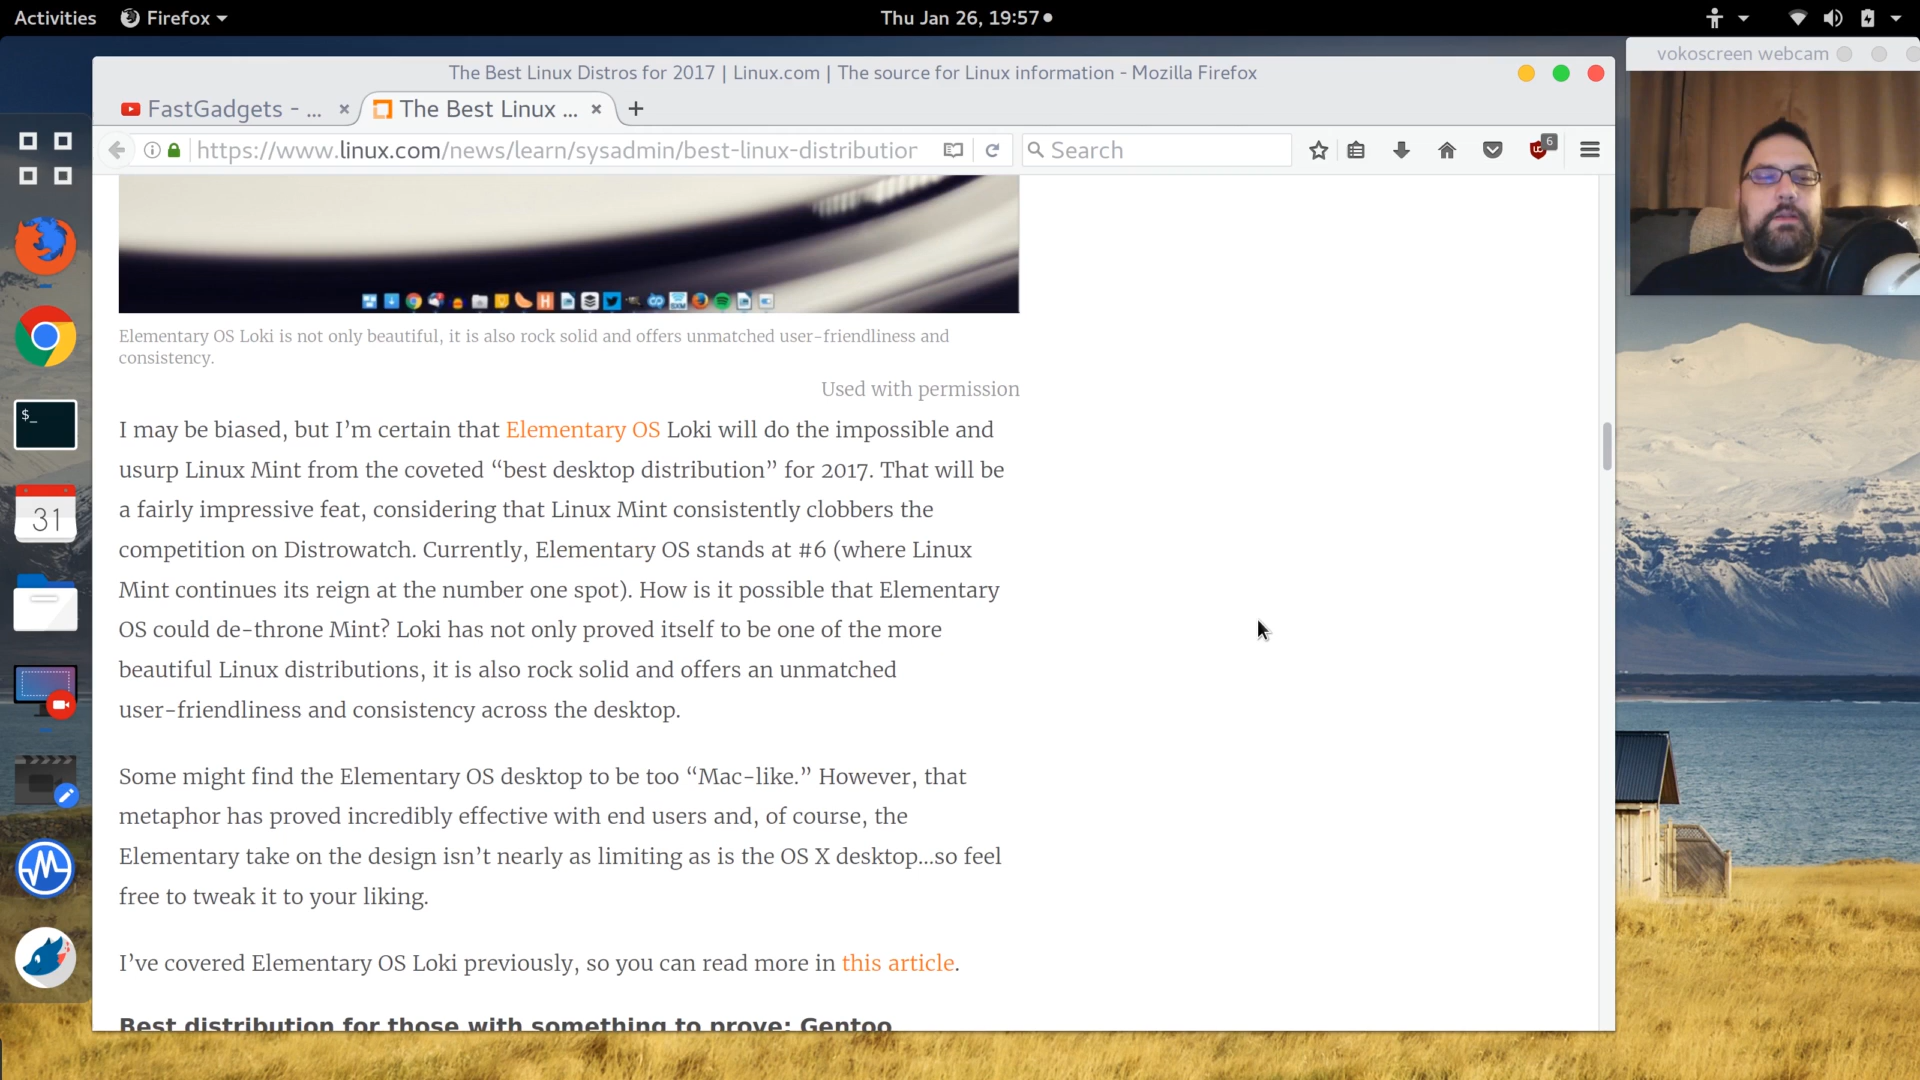 Activities Firefox Thu Jan 26, 19:57
vokoscreen webcam
The Best Linux Distros for 2017 | Linux.com | The source for Linux information - Mozilla Firefox
FastGadgets - ... × The Best Linux ... × +
https://www.linux.com/news/learn/sysadmin/best-linux-distribution Search 6
$_
31
Elementary OS Loki is not only beautiful, it is also rock solid and offers unmatched user-friendliness and
consistency.
Used with permission
I may be biased, but I’m certain that Elementary OS Loki will do the impossible and
usurp Linux Mint from the coveted “best desktop distribution” for 2017. That will be
a fairly impressive feat, considering that Linux Mint consistently clobbers the
competition on Distrowatch. Currently, Elementary OS stands at #6 (where Linux
Mint continues its reign at the number one spot). How is it possible that Elementary
OS could de-throne Mint? Loki has not only proved itself to be one of the more
beautiful Linux distributions, it is also rock solid and offers an unmatched
user-friendliness and consistency across the desktop.
Some might find the Elementary OS desktop to be too “Mac-like.” However, that
metaphor has proved incredibly effective with end users and, of course, the
Elementary take on the design isn’t nearly as limiting as is the OS X desktop...so feel
free to tweak it to your liking.
I’ve covered Elementary OS Loki previously, so you can read more in this article.
Best distribution for those with something to prove: Gentoo